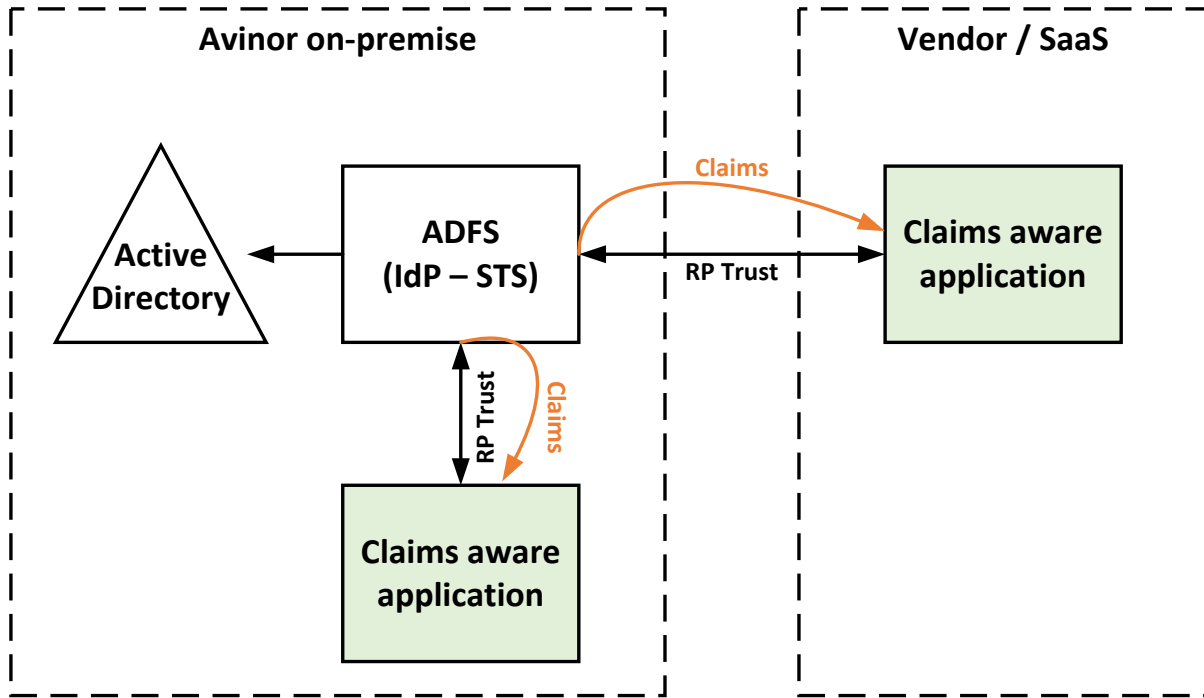 Avinor on-premise
Vendor / SaaS
Active
Directory
ADFS
(IdP – STS)
Claims
RP Trust
Claims aware
application
RP Trust
Claims
Claims aware
application